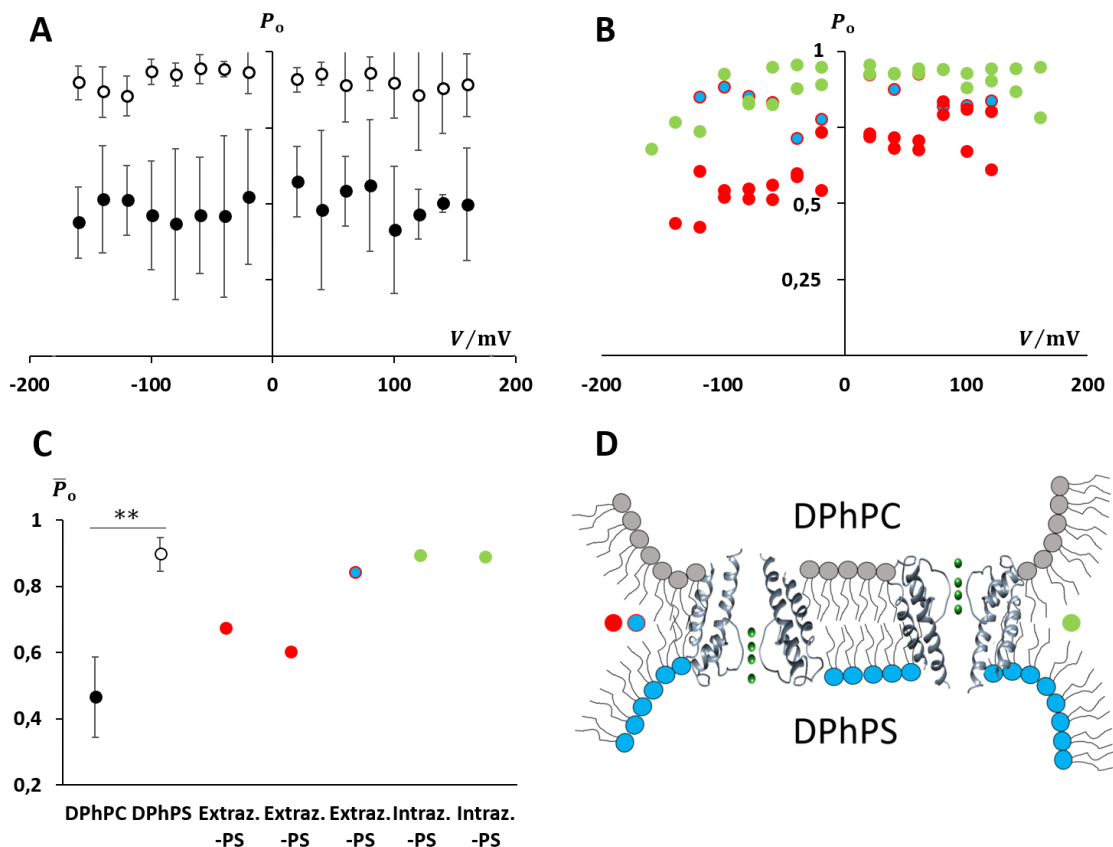 A
Pₒ
V/mV
-200
-100
0
100
200
B
Pₒ
1
0,5
0,25
V/mV
-200
-100
0
100
200
C
P̅ₒ
1
**
0,8
0,6
0,4
0,2
DPhPC DPhPS Extraz. Extraz. Extraz. Intraz. Intraz.
-PS -PS -PS -PS -PS
D
DPhPC
DPhPS